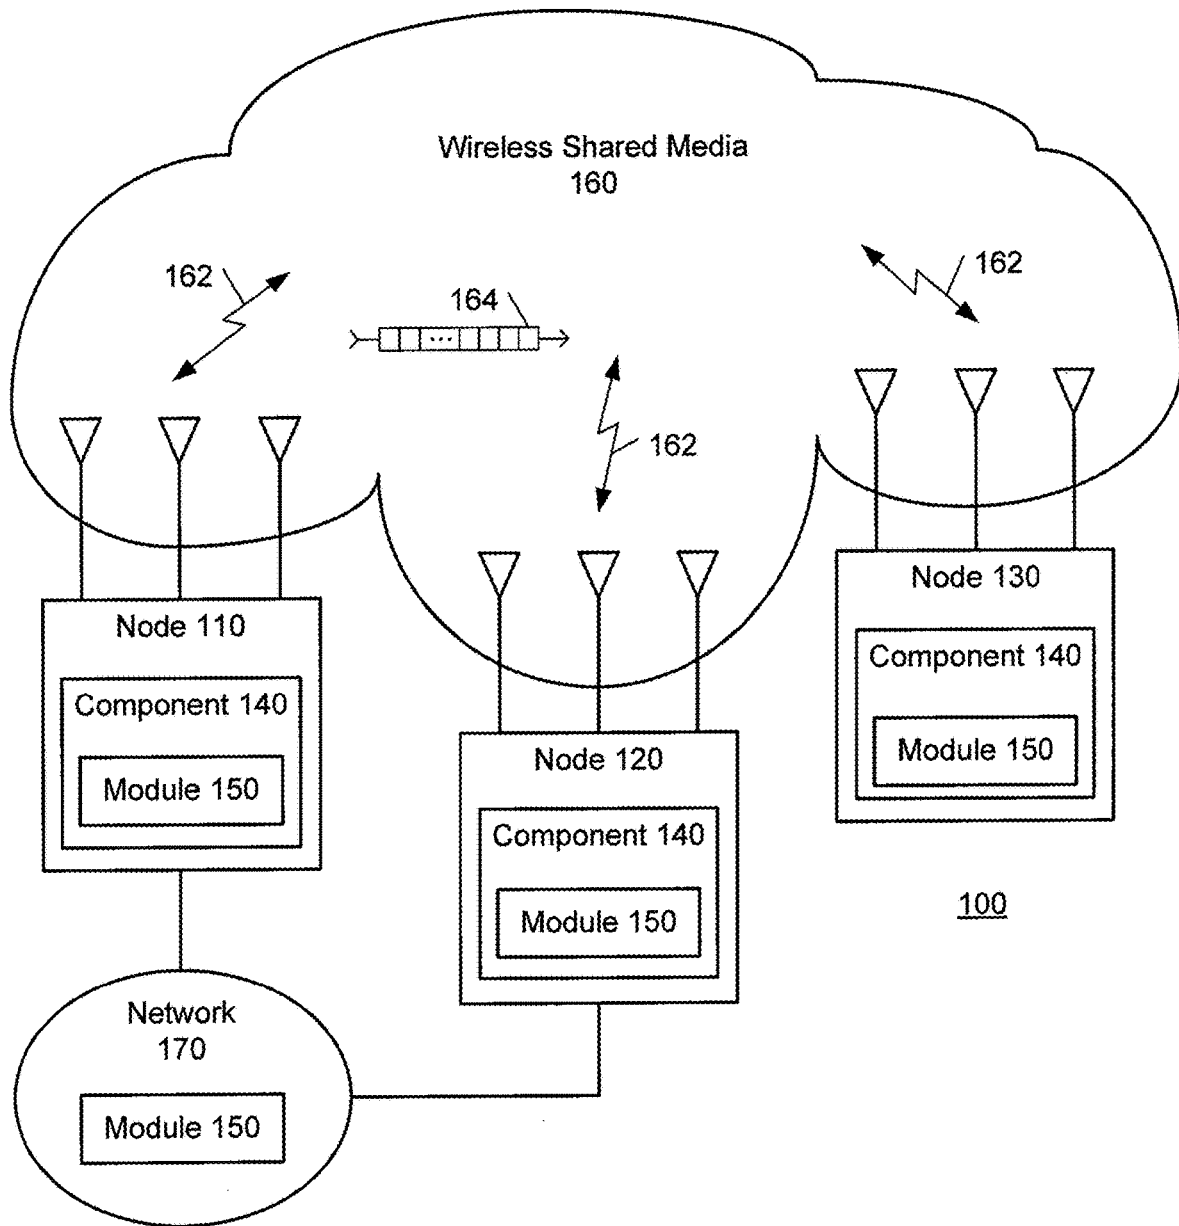 Wireless Shared Media
160
162
164
162
162
Node 110
Component 140
Module 150
Node 120
Component 140
Module 150
Node 130
Component 140
Module 150
100
Network
170
Module 150